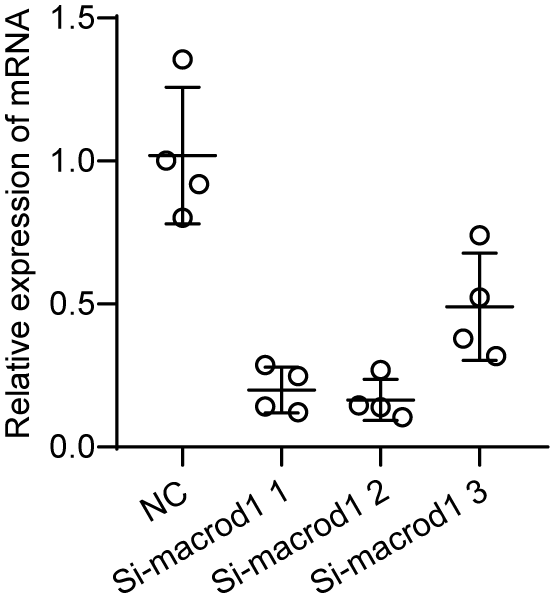 Relative expression of mRNA
1.5
1.0
0.5
0.0
NC
Si-macrod1 1
Si-macrod1 2
Si-macrod1 3